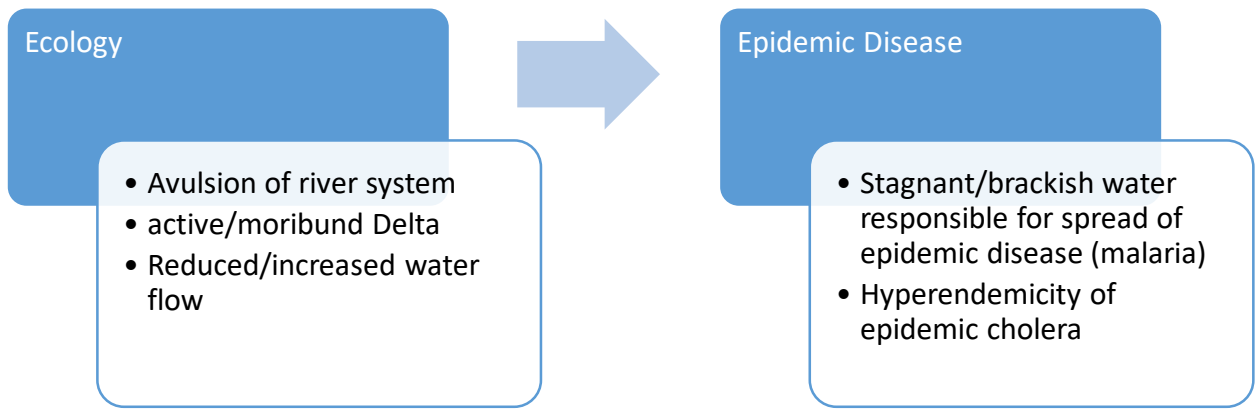 Ecology
• Avulsion of river system
• active/moribund Delta
• Reduced/increased water
flow
Epidemic Disease
• Stagnant/brackish water
responsible for spread of
epidemic disease (malaria)
• Hyperendemicity of
epidemic cholera